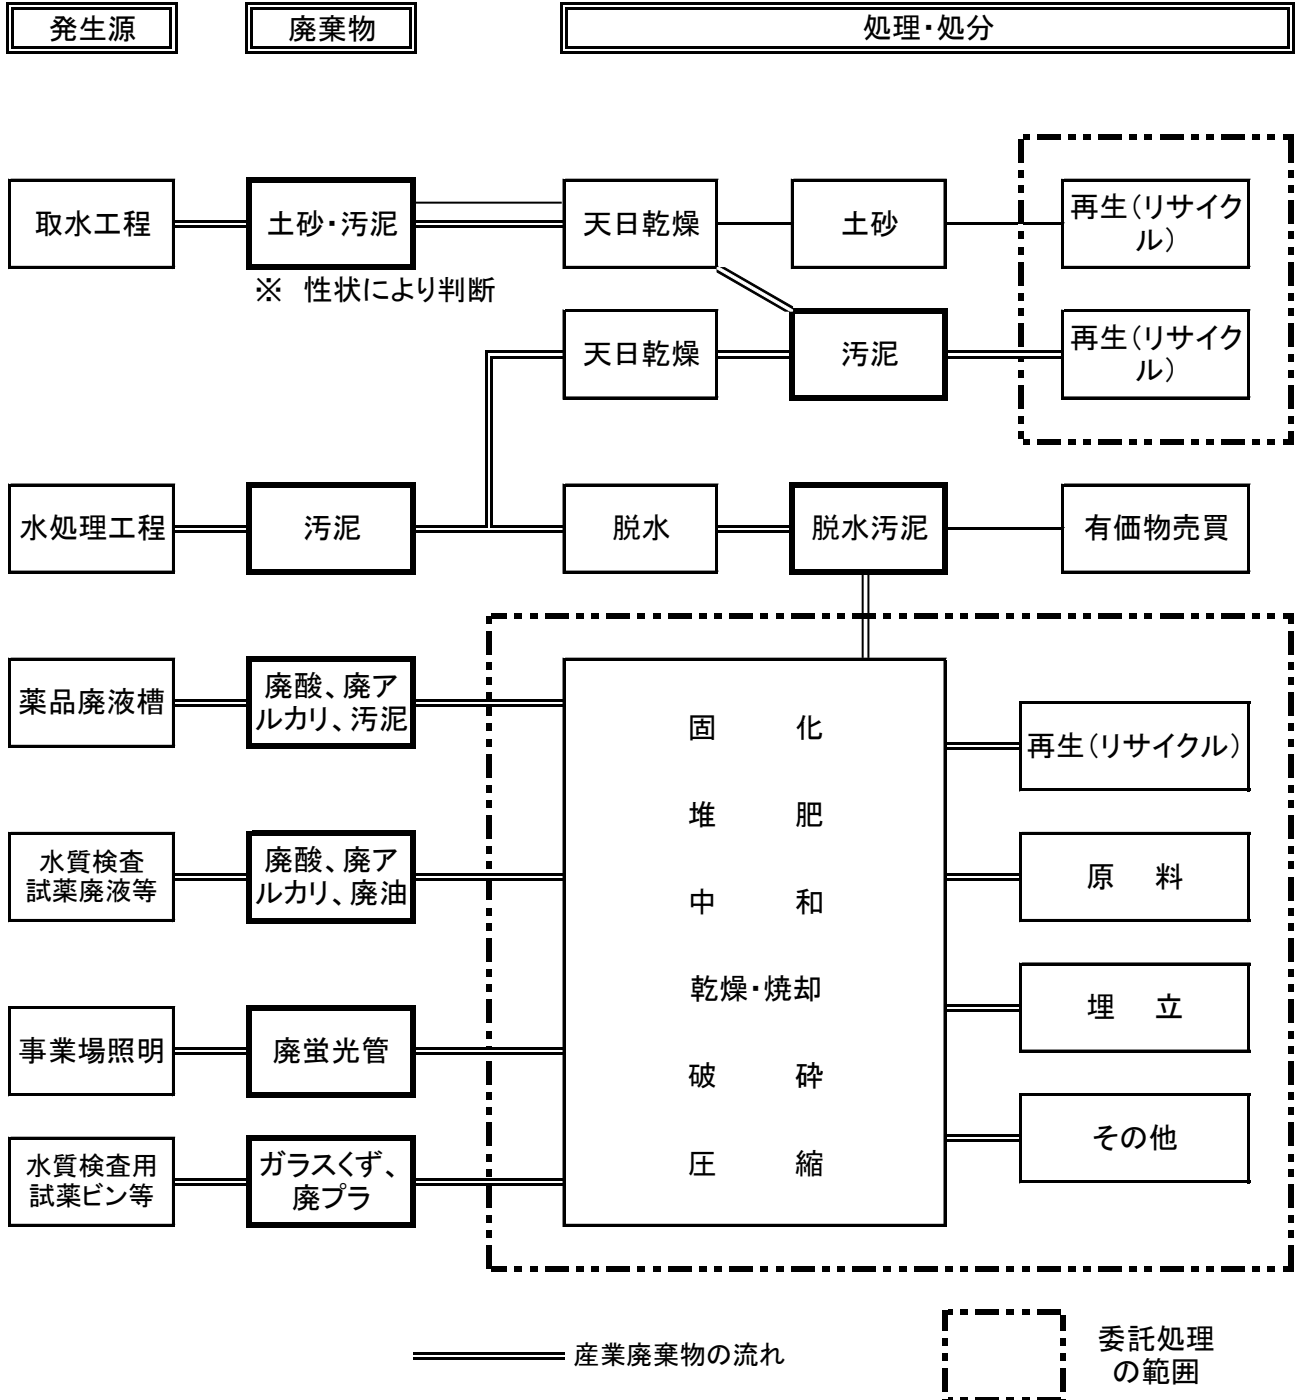 発生源
廃棄物
処理・処分
取水工程
土砂・汚泥
天日乾燥
土砂
再生(リサイク
ル)
※ 性状により判断
天日乾燥
汚泥
再生(リサイク
ル)
水処理工程
汚泥
脱水
脱水汚泥
有価物売買
薬品廃液槽
廃酸、廃ア
ルカリ、汚泥
固 化
再生(リサイクル)
堆 肥
水質検査
試薬廃液等
廃酸、廃ア
ルカリ、廃油
原 料
中 和
乾燥・焼却
埋 立
事業場照明
廃蛍光管
破 砕
その他
水質検査用
試薬ビン等
ガラスくず、
廃プラ
圧 縮
産業廃棄物の流れ
委託処理
の範囲